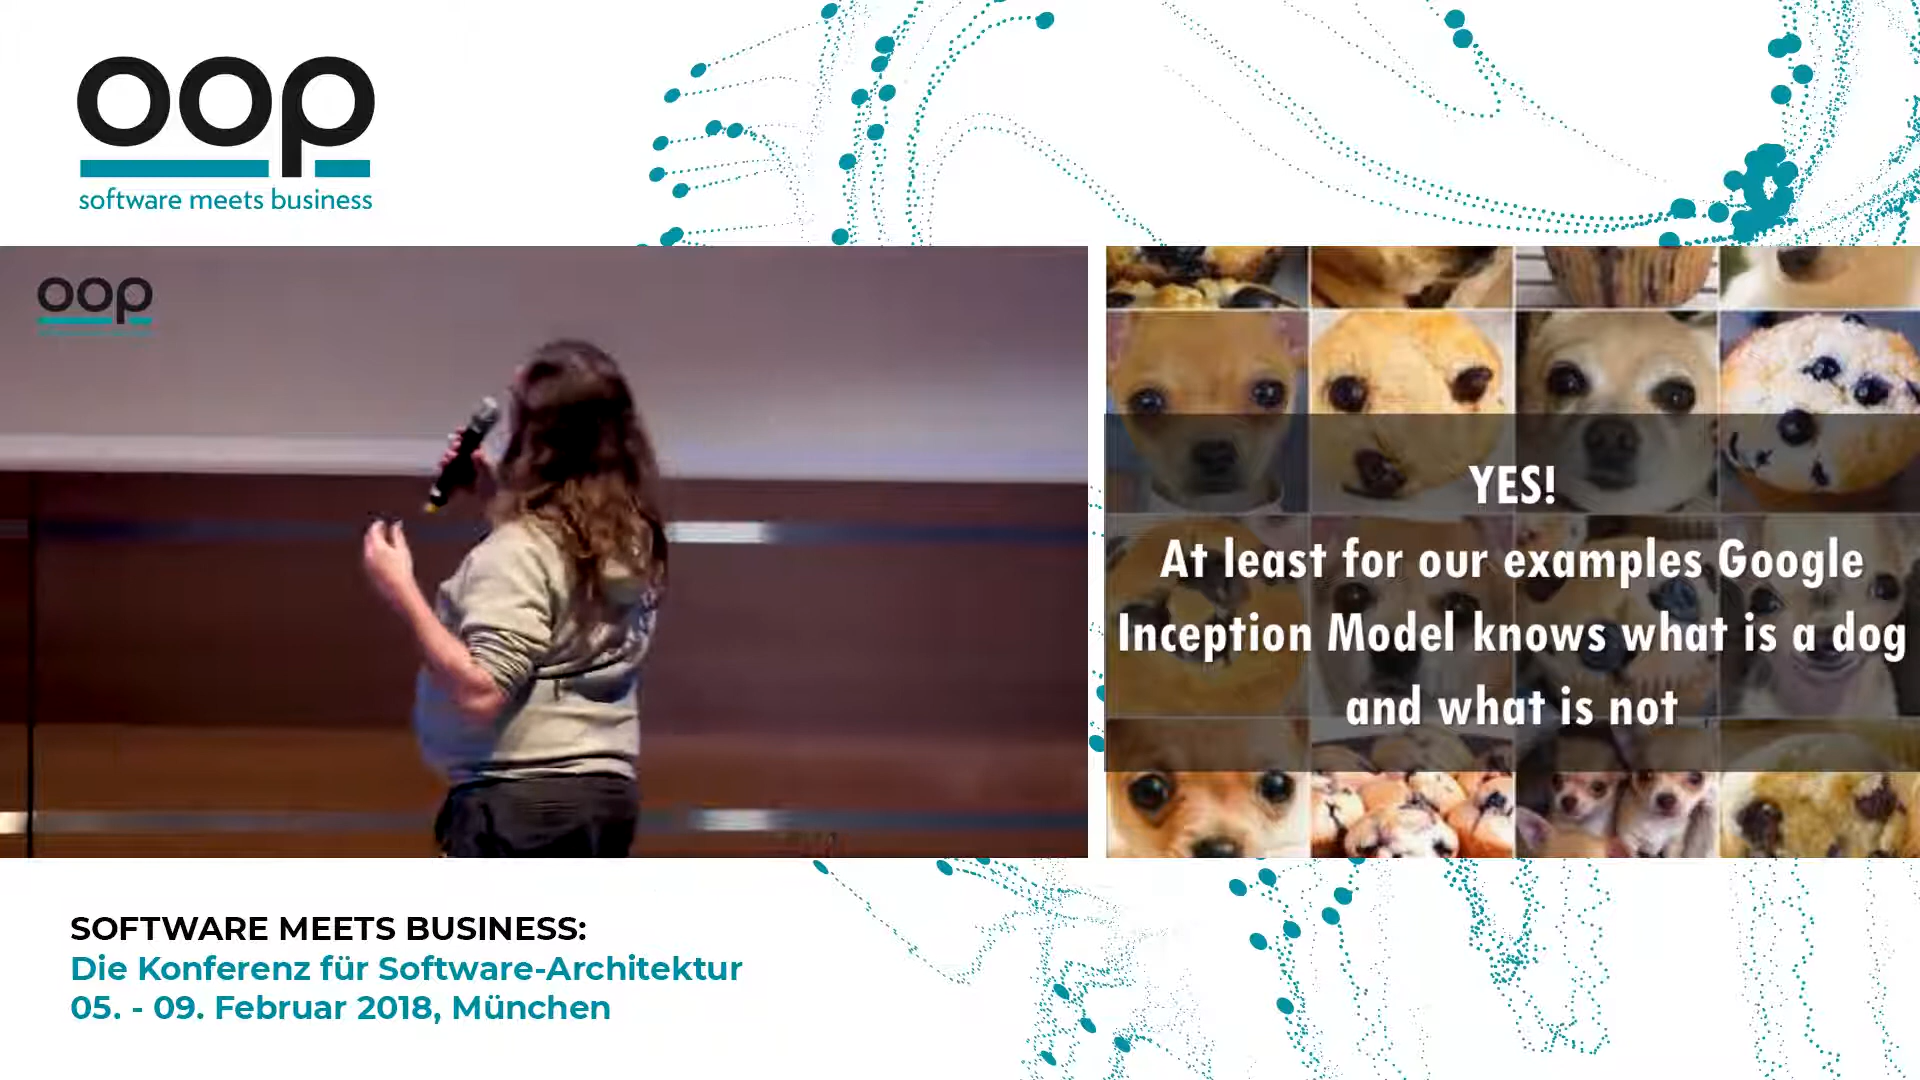 oop
software meets business
oop
YES!
At least for our examples Google
Inception Model knows what is a dog
and what is not
SOFTWARE MEETS BUSINESS:
Die Konferenz für Software-Architektur
05. - 09. Februar 2018, München